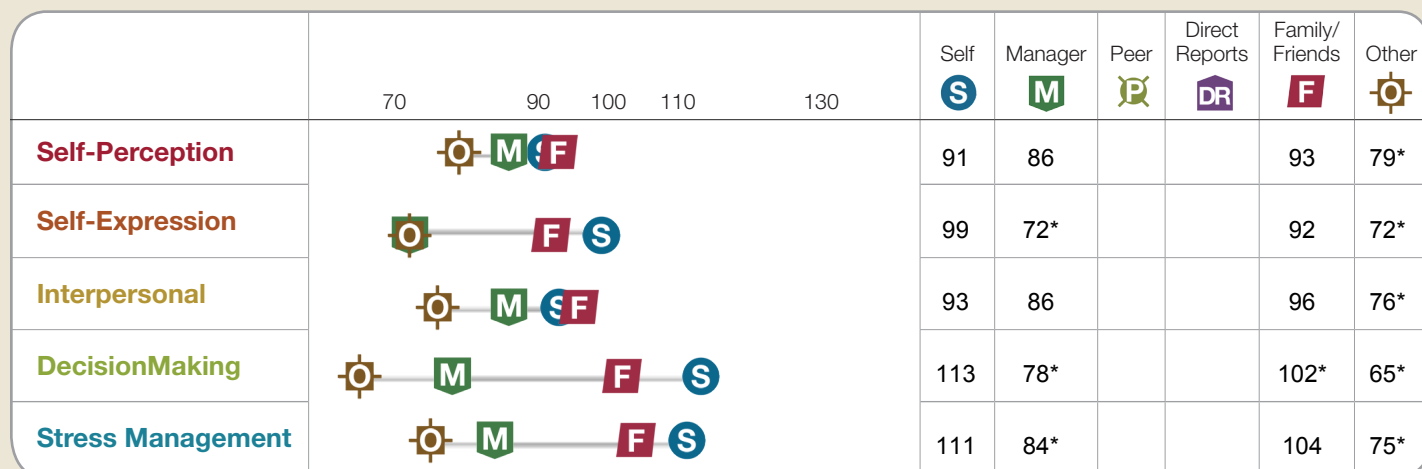 Self Manager Peer Direct Reports Family/ Friends Other
70 90 100 110 130 S M P DR F O
Self-Perception O M S F 91 86 93 79*
Self-Expression O F S 99 72* 92 72*
Interpersonal O M S F 93 86 96 76*
DecisionMaking O M F S 113 78* 102* 65*
Stress Management O M F S 111 84* 104 75*